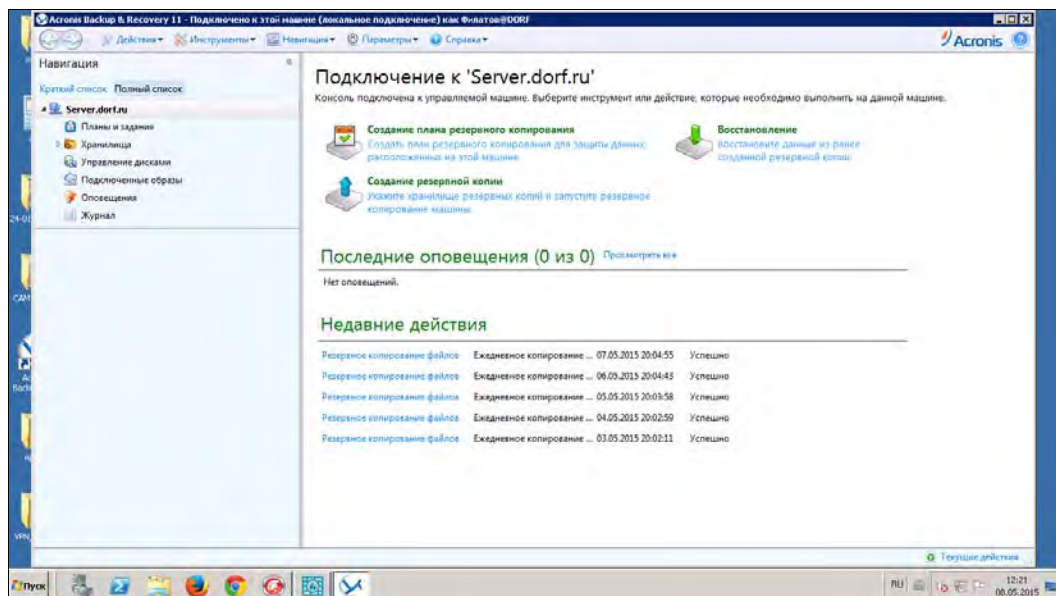 Acronis Backup & Recovery 11 - Подключено к этой машине (локальное подключение) как Филатов@DORF
Действия Инструменты Навигация Параметры Справка
Acronis
Навигация
Краткий список Полный список
Server.dorf.ru
Планы и задания
Хранилища
Управление дисками
Подключенные образы
Оповещения
Журнал
Подключение к 'Server.dorf.ru'
Консоль подключена к управляемой машине. Выберите инструмент или действие, которые необходимо выполнить на данной машине.
Создание плана резервного копирования
Создать план резервного копирования для защиты данных, расположенных на этой машине.
Восстановление
Восстановите данные из ранее созданной резервной копии.
Создание резервной копии
Укажите хранилище резервных копий и запустите резервное копирование машины.
Последние оповещения (0 из 0) Просмотреть все
Нет оповещений.
Недавние действия
Резервное копирование файлов Ежедневное копирование ... 07.05.2015 20:04:55 Успешно
Резервное копирование файлов Ежедневное копирование ... 06.05.2015 20:04:43 Успешно
Резервное копирование файлов Ежедневное копирование ... 05.05.2015 20:03:58 Успешно
Резервное копирование файлов Ежедневное копирование ... 04.05.2015 20:02:59 Успешно
Резервное копирование файлов Ежедневное копирование ... 03.05.2015 20:02:11 Успешно
Текущие действия
Пуск
RU
12:21
08.05.2015